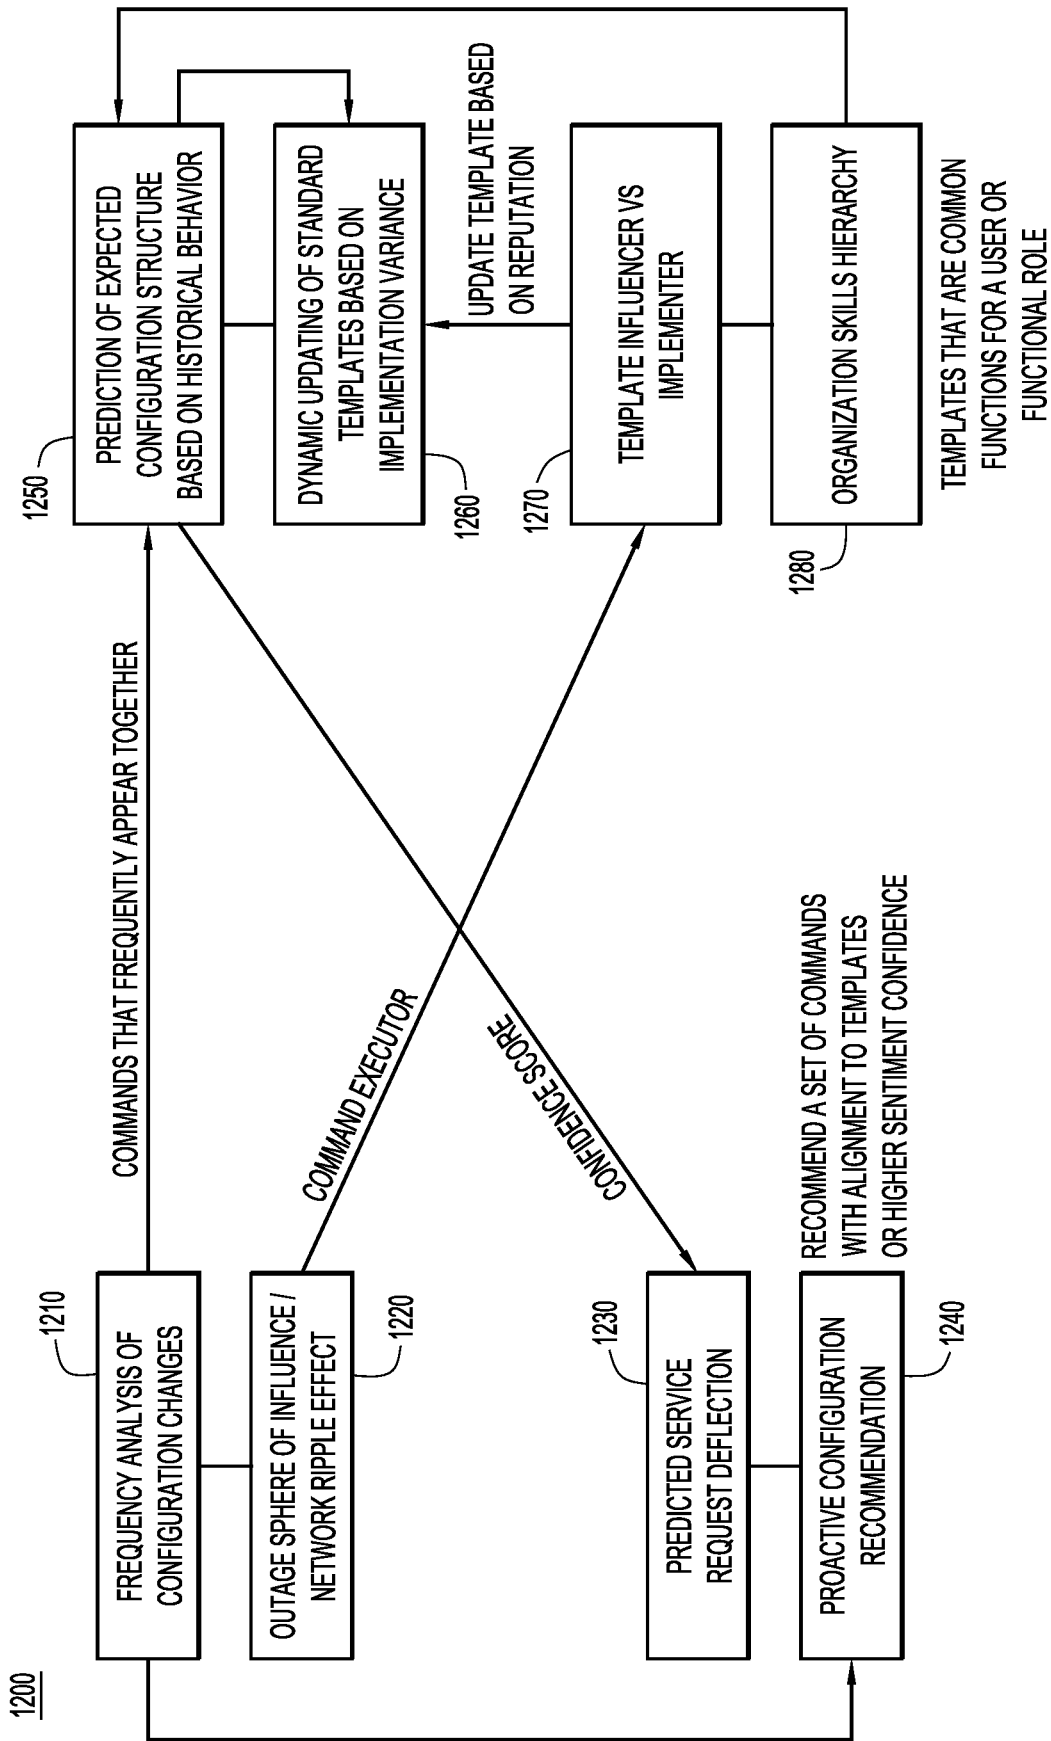 1200
1210
FREQUENCY ANALYSIS OF
CONFIGURATION CHANGES
OUTAGE SPHERE OF INFLUENCE /
NETWORK RIPPLE EFFECT
1220
1230
PREDICTED SERVICE
REQUEST DEFLECTION
PROACTIVE CONFIGURATION
RECOMMENDATION
1240
RECOMMEND A SET OF COMMANDS
WITH ALIGNMENT TO TEMPLATES
OR HIGHER SENTIMENT CONFIDENCE
COMMANDS THAT FREQUENTLY APPEAR TOGETHER
COMMAND EXECUTOR
CONFIDENCE SCORE
1250
PREDICTION OF EXPECTED
CONFIGURATION STRUCTURE
BASED ON HISTORICAL BEHAVIOR
DYNAMIC UPDATING OF STANDARD
TEMPLATES BASED ON
IMPLEMENTATION VARIANCE
1260
UPDATE TEMPLATE BASED
ON REPUTATION
1270
TEMPLATE INFLUENCER VS
IMPLEMENTER
ORGANIZATION SKILLS HIERARCHY
1280
TEMPLATES THAT ARE COMMON
FUNCTIONS FOR A USER OR
FUNCTIONAL ROLE